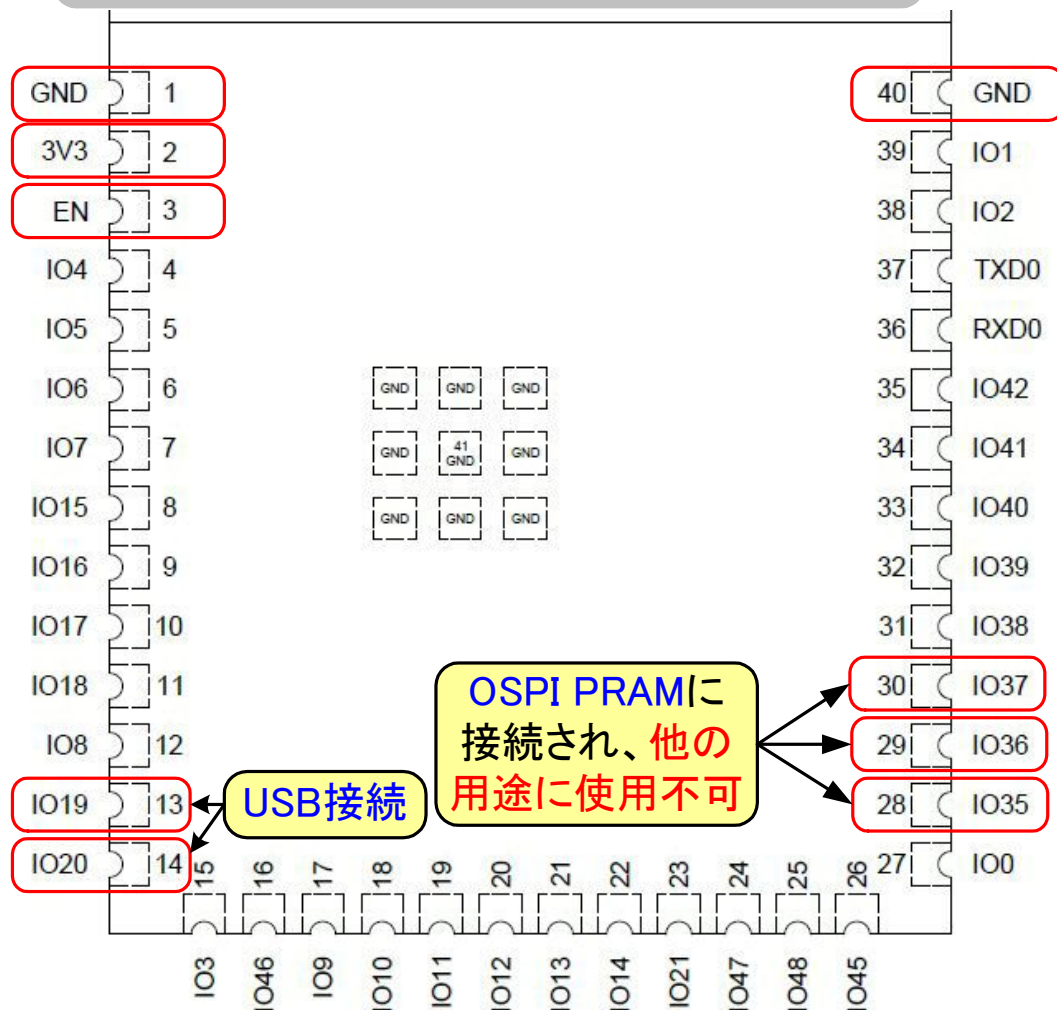 GND 1
3V3 2
EN 3
IO4 4
IO5 5
IO6 6
IO7 7
IO15 8
IO16 9
IO17 10
IO18 11
IO8 12
IO19 13
IO20 14
USB接続
GND GND GND
GND 41 GND GND
GND GND GND
OSPI PRAMに
接続され、他の
用途に使用不可
40 GND
39 IO1
38 IO2
37 TXD0
36 RXD0
35 IO42
34 IO41
33 IO40
32 IO39
31 IO38
30 IO37
29 IO36
28 IO35
27 IO0
15 16 17 18 19 20 21 22 23 24 25 26
IO3 IO46 IO9 IO10 IO11 IO12 IO13 IO14 IO21 IO47 IO48 IO45